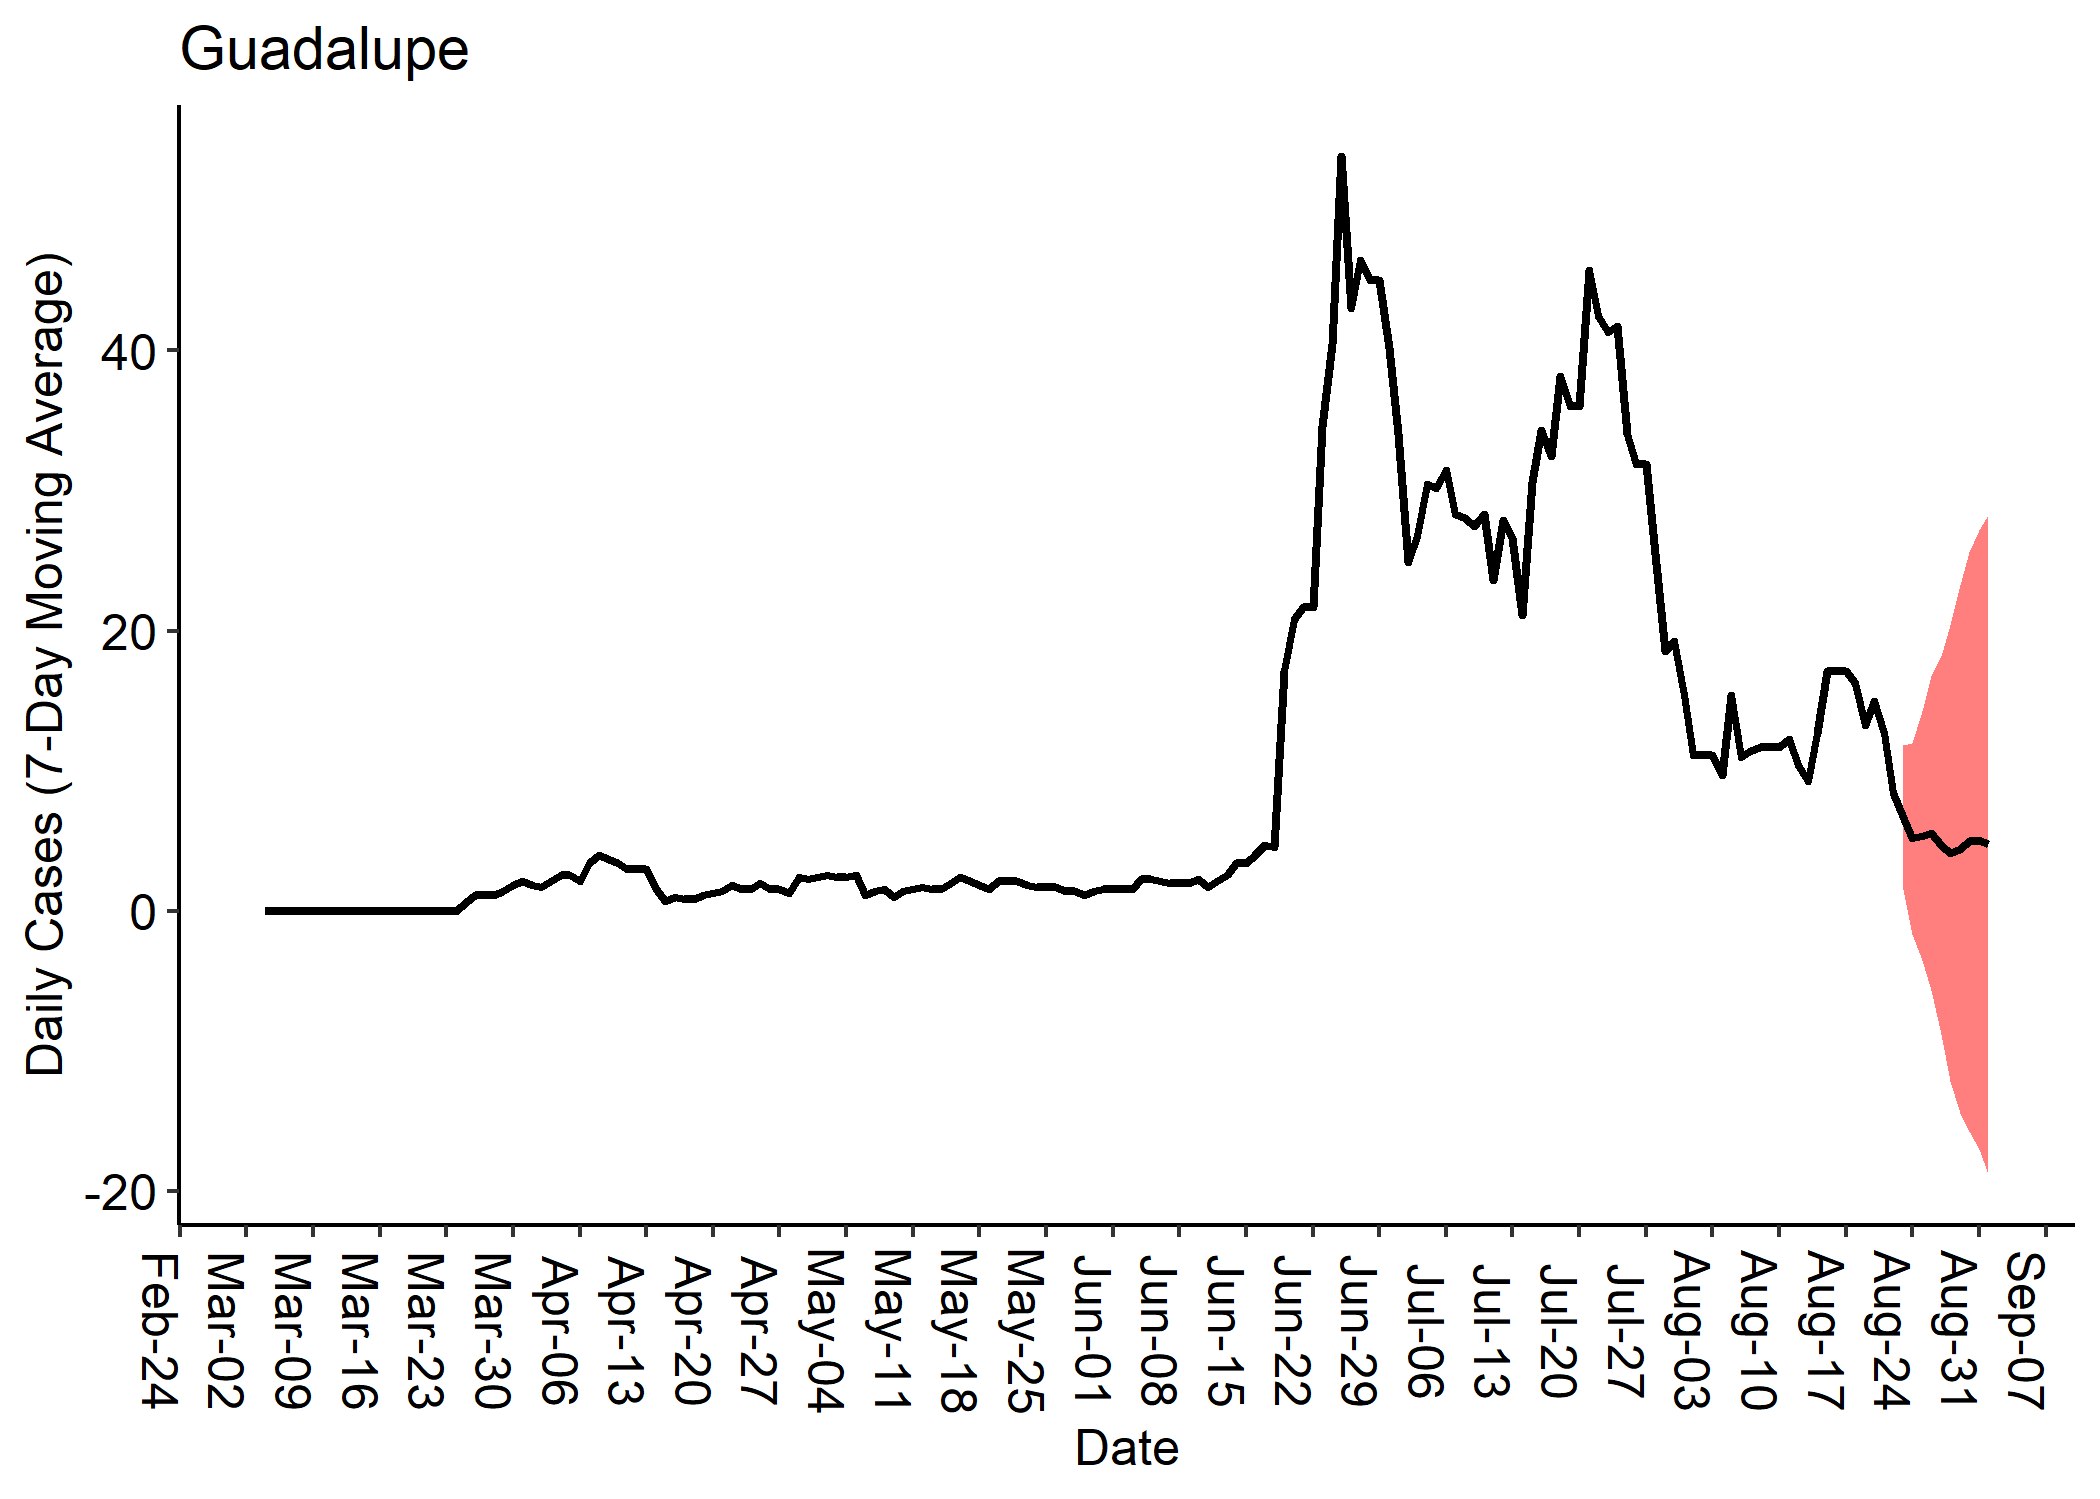 Guadalupe
Daily Cases (7-Day Moving Average)
40
20
0
-20
Feb-24
Mar-02
Mar-09
Mar-16
Mar-23
Mar-30
Apr-06
Apr-13
Apr-20
Apr-27
May-04
May-11
May-18
May-25
Jun-01
Jun-08
Jun-15
Jun-22
Jun-29
Jul-06
Jul-13
Jul-20
Jul-27
Aug-03
Aug-10
Aug-17
Aug-24
Aug-31
Sep-07
Date